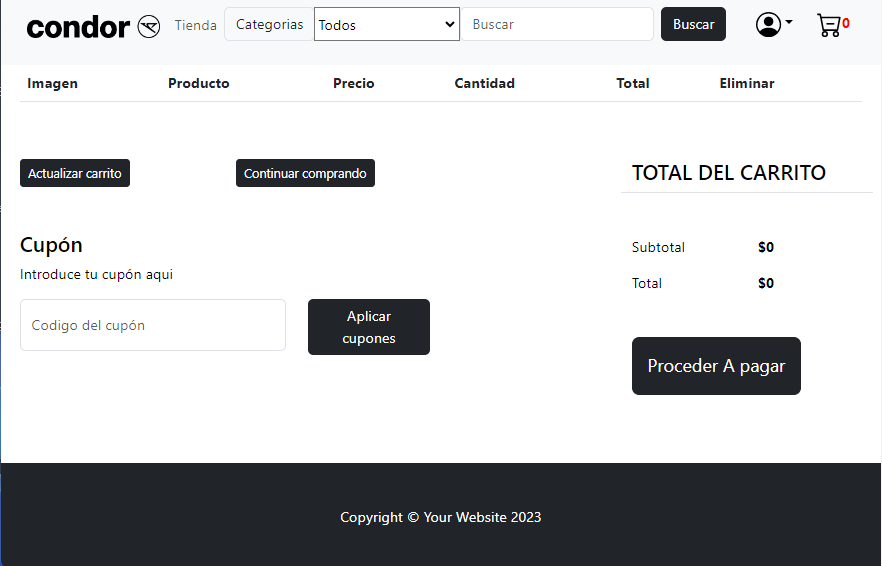 condor Tienda Categorias Todos Buscar Buscar 0
Imagen Producto Precio Cantidad Total Eliminar
Actualizar carrito Continuar comprando
TOTAL DEL CARRITO
Cupón
Introduce tu cupón aqui
Codigo del cupón
Aplicar
cupones
Subtotal $0
Total $0
Proceder A pagar
Copyright © Your Website 2023